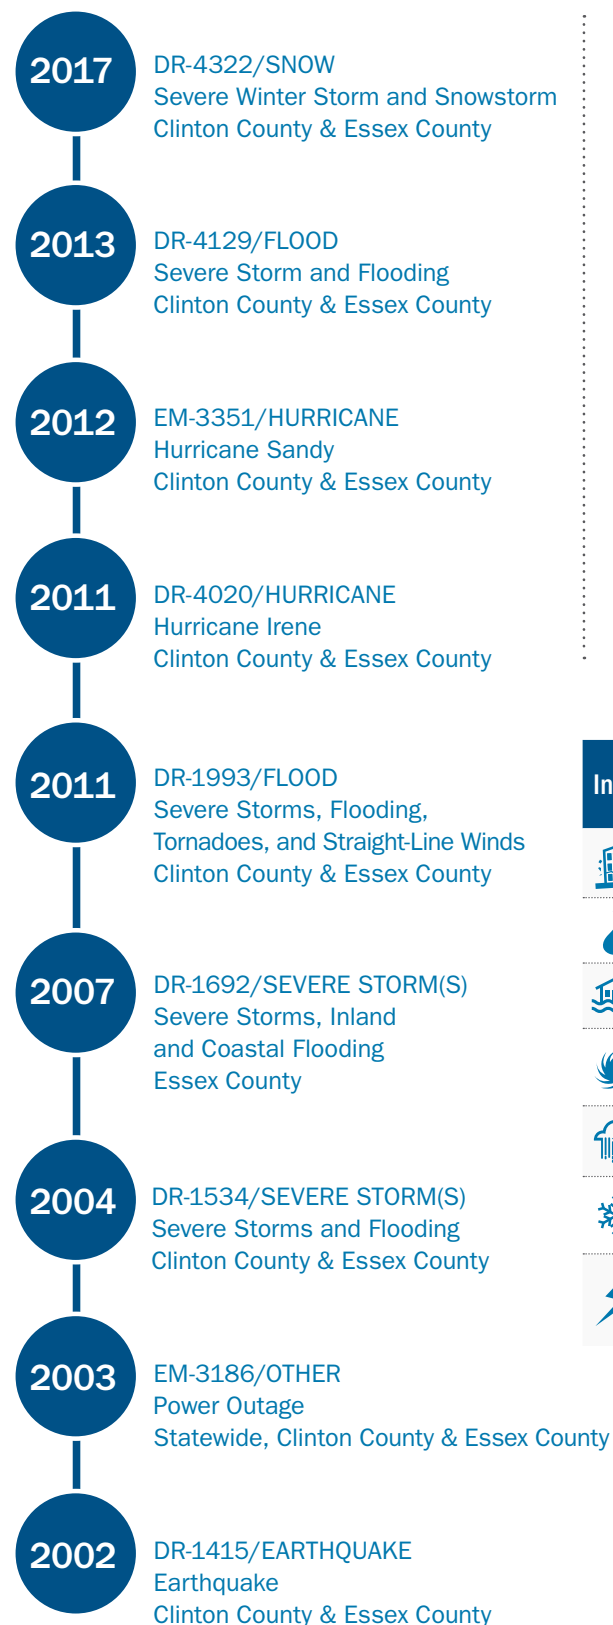 2017
DR-4322/SNOW
Severe Winter Storm and Snowstorm
Clinton County & Essex County
2013
DR-4129/FLOOD
Severe Storm and Flooding
Clinton County & Essex County
2012
EM-3351/HURRICANE
Hurricane Sandy
Clinton County & Essex County
2011
DR-4020/HURRICANE
Hurricane Irene
Clinton County & Essex County
2011
DR-1993/FLOOD
Severe Storms, Flooding,
Tornadoes, and Straight-Line Winds
Clinton County & Essex County
In
2007
DR-1692/SEVERE STORM(S)
Severe Storms, Inland
and Coastal Flooding
Essex County
2004
DR-1534/SEVERE STORM(S)
Severe Storms and Flooding
Clinton County & Essex County
2003
EM-3186/OTHER
Power Outage
Statewide, Clinton County & Essex County
2002
DR-1415/EARTHQUAKE
Earthquake
Clinton County & Essex County